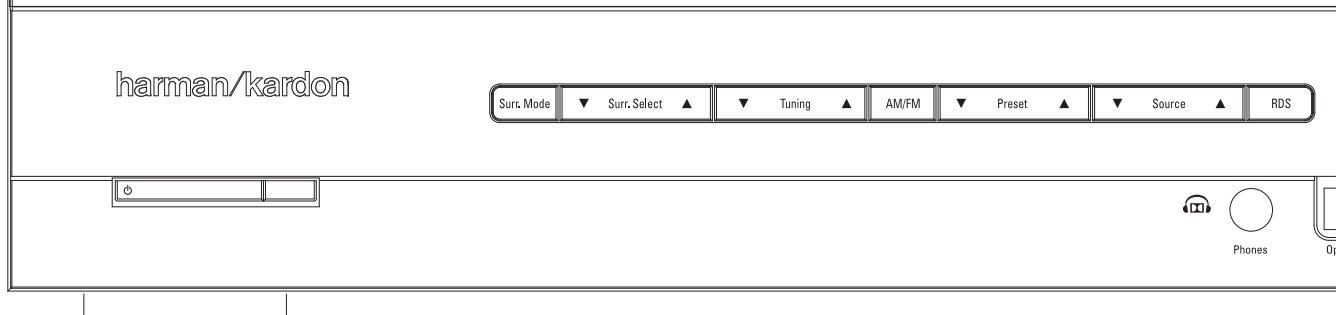 harman/kardon
Surr. Mode ▼ Surr. Select ▲ ▼ Tuning ▲ AM/FM ▼ Preset ▲ ▼ Source ▲ RDS
Phones